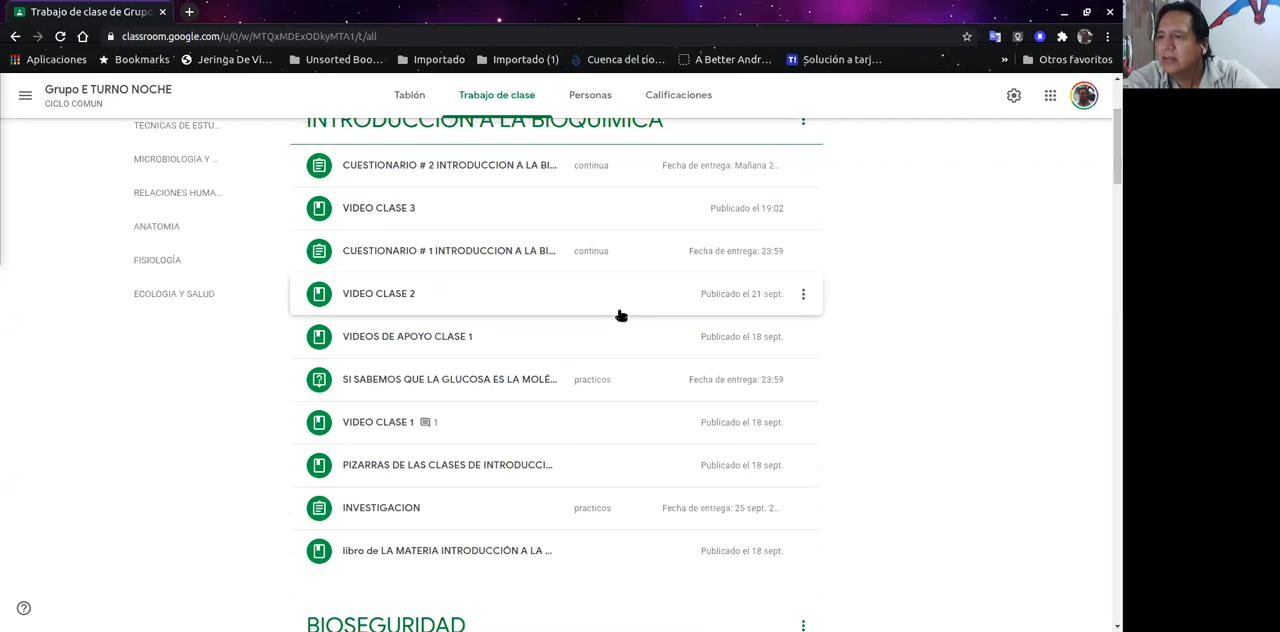 Trabajo de clase de Grupo
classroom.google.com/u/0/w/MTQxMDExODkyMTA1/t/all
Aplicaciones
Bookmarks
Jeringa De Vi...
Unsorted Boo...
Importado
Importado (1)
Cuenca del río...
A Better Andr...
Solución a tarj...
»
Otros favoritos
Grupo E TURNO NOCHE
CICLO COMUN
Tablón
Trabajo de clase
Personas
Calificaciones
TECNICAS DE ESTU...
MICROBIOLOGIA Y ...
RELACIONES HUMA...
ANATOMIA
FISIOLOGÍA
ECOLOGIA Y SALUD
INTRODUCCION A LA BIOQUIMICA
CUESTIONARIO # 2 INTRODUCCION A LA BI... continua Fecha de entrega: Mañana 2...
VIDEO CLASE 3 Publicado el 19:02
CUESTIONARIO # 1 INTRODUCCION A LA BI... continua Fecha de entrega: 23:59
VIDEO CLASE 2 Publicado el 21 sept.
VIDEOS DE APOYO CLASE 1 Publicado el 18 sept.
SI SABEMOS QUE LA GLUCOSA ES LA MOLÉ... practicos Fecha de entrega: 23:59
VIDEO CLASE 1 1 Publicado el 18 sept.
PIZARRAS DE LAS CLASES DE INTRODUCCI... Publicado el 18 sept.
INVESTIGACION practicos Fecha de entrega: 25 sept. 2...
libro de LA MATERIA INTRODUCCIÓN A LA ... Publicado el 18 sept.
BIOSEGURIDAD